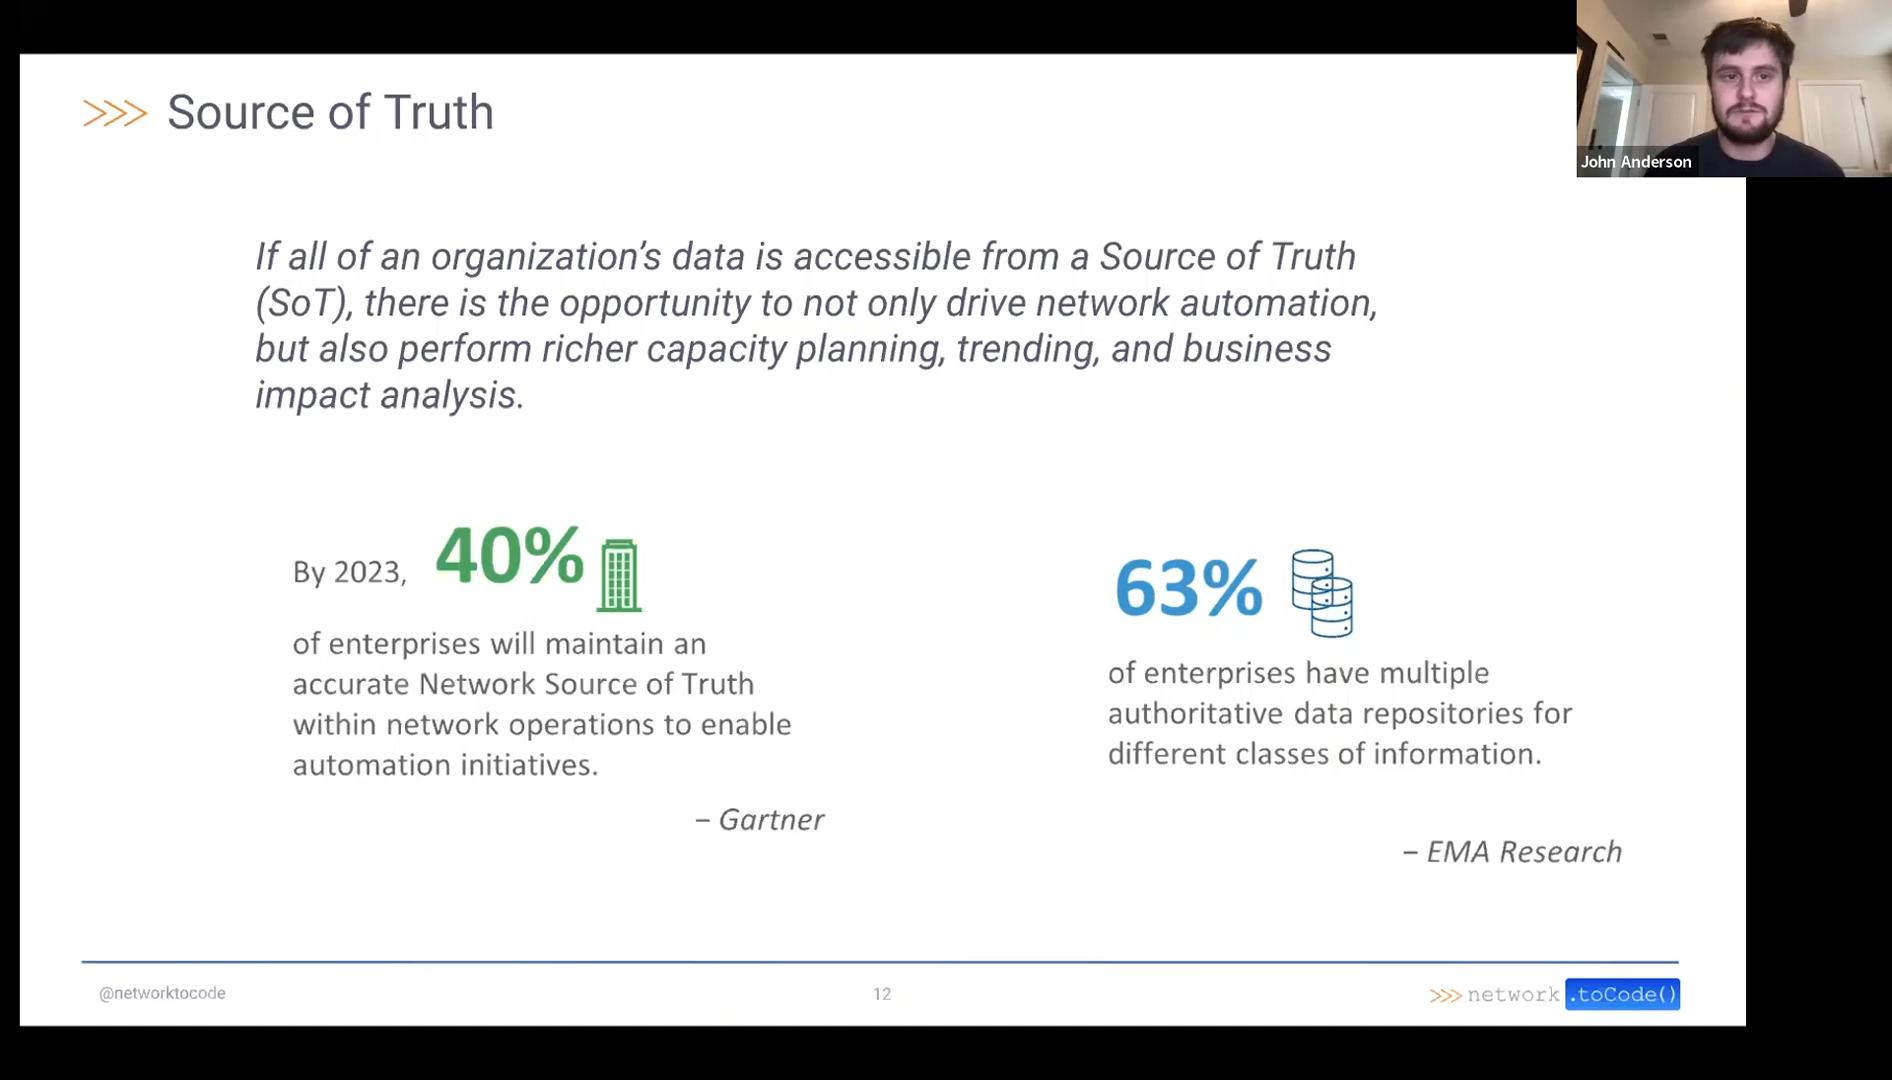 >>> Source of Truth
John Anderson
If all of an organization’s data is accessible from a Source of Truth
(SoT), there is the opportunity to not only drive network automation,
but also perform richer capacity planning, trending, and business
impact analysis.
By 2023, 40%
of enterprises will maintain an
accurate Network Source of Truth
within network operations to enable
automation initiatives.
– Gartner
63%
of enterprises have multiple
authoritative data repositories for
different classes of information.
– EMA Research
@networktocode
12
>>> network .toCode()